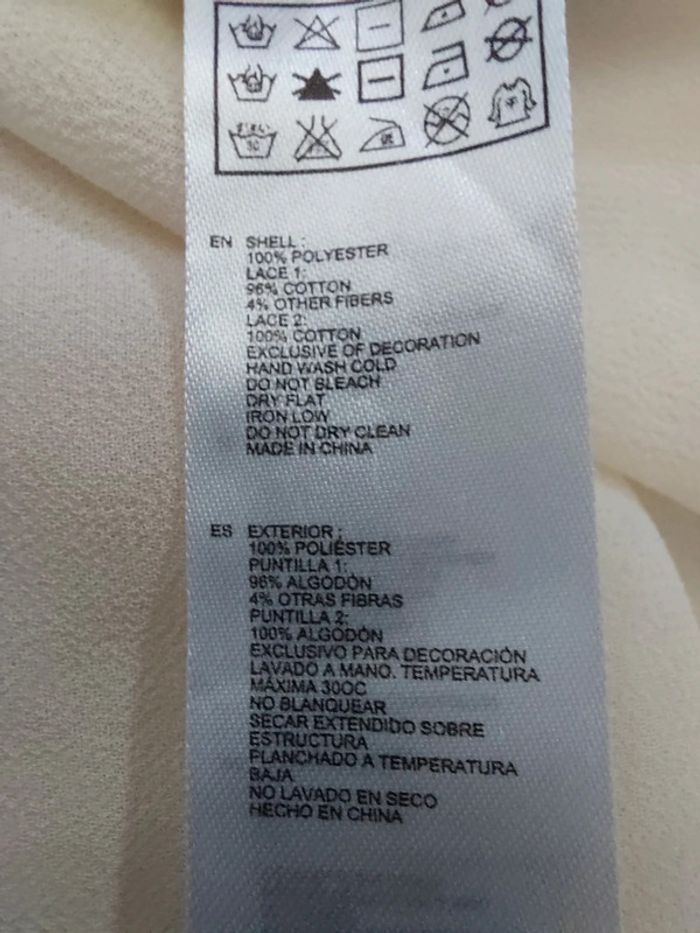 EN SHELL :
100% POLYESTER
LACE 1:
96% COTTON
4% OTHER FIBERS
LACE 2:
100% COTTON
EXCLUSIVE OF DECORATION
HAND WASH COLD
DO NOT BLEACH
DRY FLAT
IRON LOW
DO NOT DRY CLEAN
MADE IN CHINA
ES EXTERIOR :
100% POLIÉSTER
PUNTILLA 1:
96% ALGODÓN
4% OTRAS FIBRAS
PUNTILLA 2:
100% ALGODÓN
EXCLUSIVO PARA DECORACIÓN
LAVADO A MANO. TEMPERATURA
MÁXIMA 30OC
NO BLANQUEAR
SECAR EXTENDIDO SOBRE
ESTRUCTURA
PLANCHADO A TEMPERATURA
BAJA
NO LAVADO EN SECO
HECHO EN CHINA